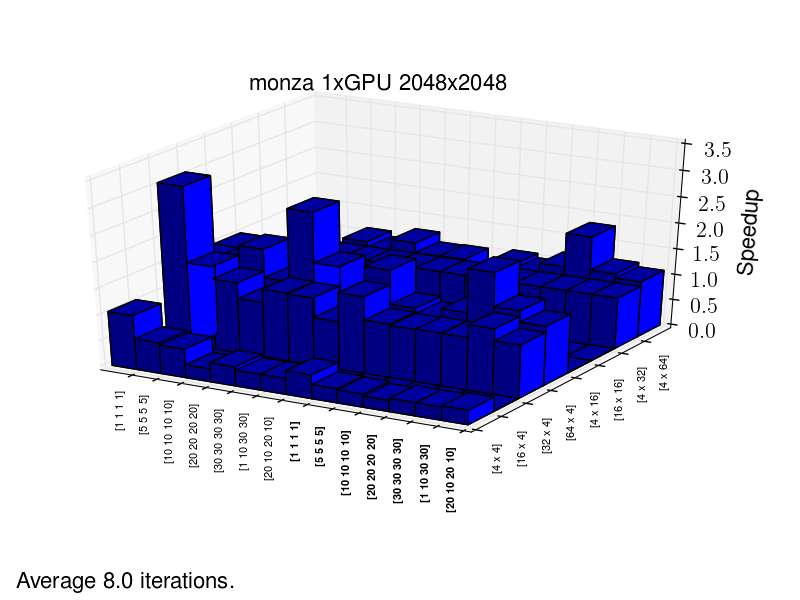 monza 1xGPU 2048x2048
3.5
3.0
2.5
2.0
1.5
1.0
0.5
0.0
Speedup
[1 1 1 1]
[5 5 5 5]
[10 10 10 10]
[20 20 20 20]
[30 30 30 30]
[1 10 30 30]
[20 10 20 10]
[1 1 1 1]
[5 5 5 5]
[10 10 10 10]
[20 20 20 20]
[30 30 30 30]
[1 10 30 30]
[20 10 20 10]
[4 x 4]
[16 x 4]
[32 x 4]
[64 x 4]
[4 x 16]
[16 x 16]
[4 x 32]
[4 x 64]
Average 8.0 iterations.